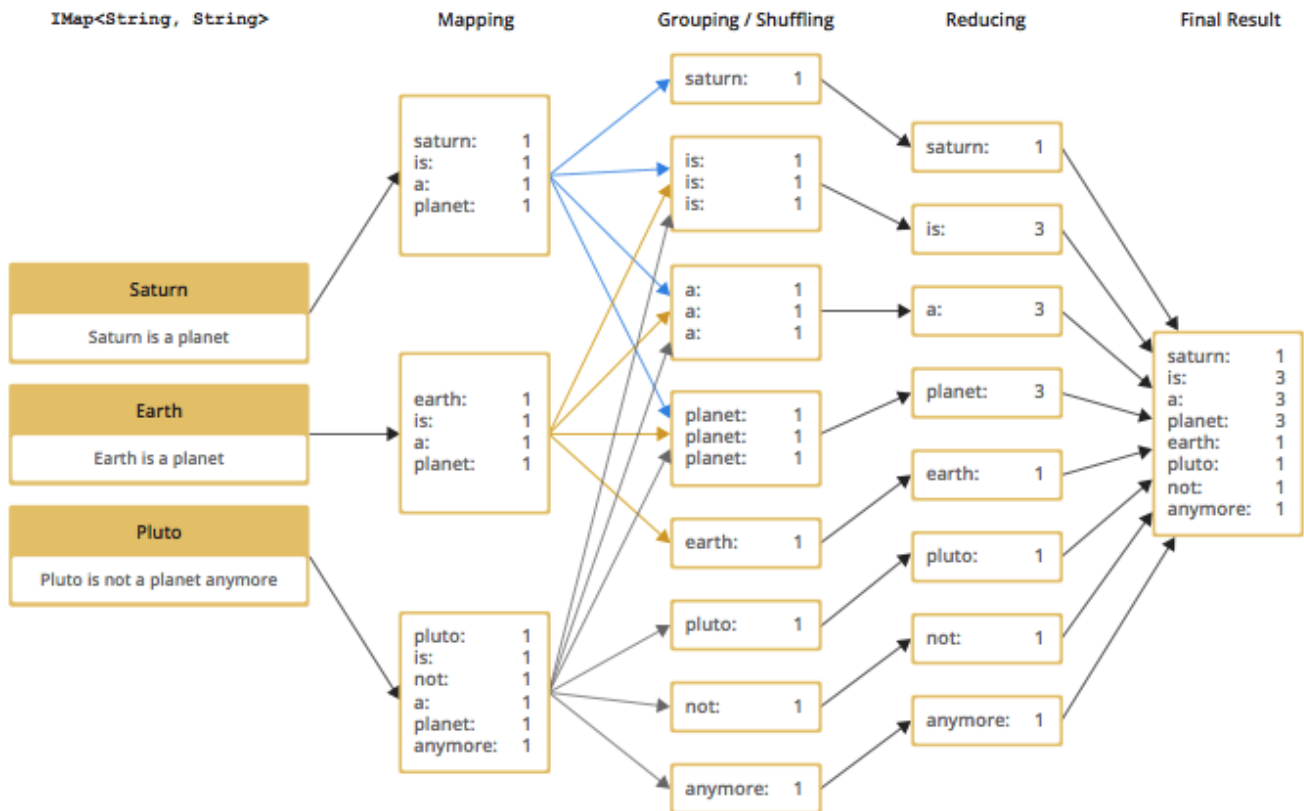 IMap<String, String>
Mapping
Grouping / Shuffling
Reducing
Final Result
Saturn
Saturn is a planet
Earth
Earth is a planet
Pluto
Pluto is not a planet anymore
saturn: 1
is: 1
a: 1
planet: 1
earth: 1
is: 1
a: 1
planet: 1
pluto: 1
is: 1
not: 1
a: 1
planet: 1
anymore: 1
saturn: 1
is: 1
is: 1
is: 1
a: 1
a: 1
a: 1
planet: 1
planet: 1
planet: 1
earth: 1
pluto: 1
not: 1
anymore: 1
saturn: 1
is: 3
a: 3
planet: 3
earth: 1
pluto: 1
not: 1
anymore: 1
saturn: 1
is: 3
a: 3
planet: 3
earth: 1
pluto: 1
not: 1
anymore: 1